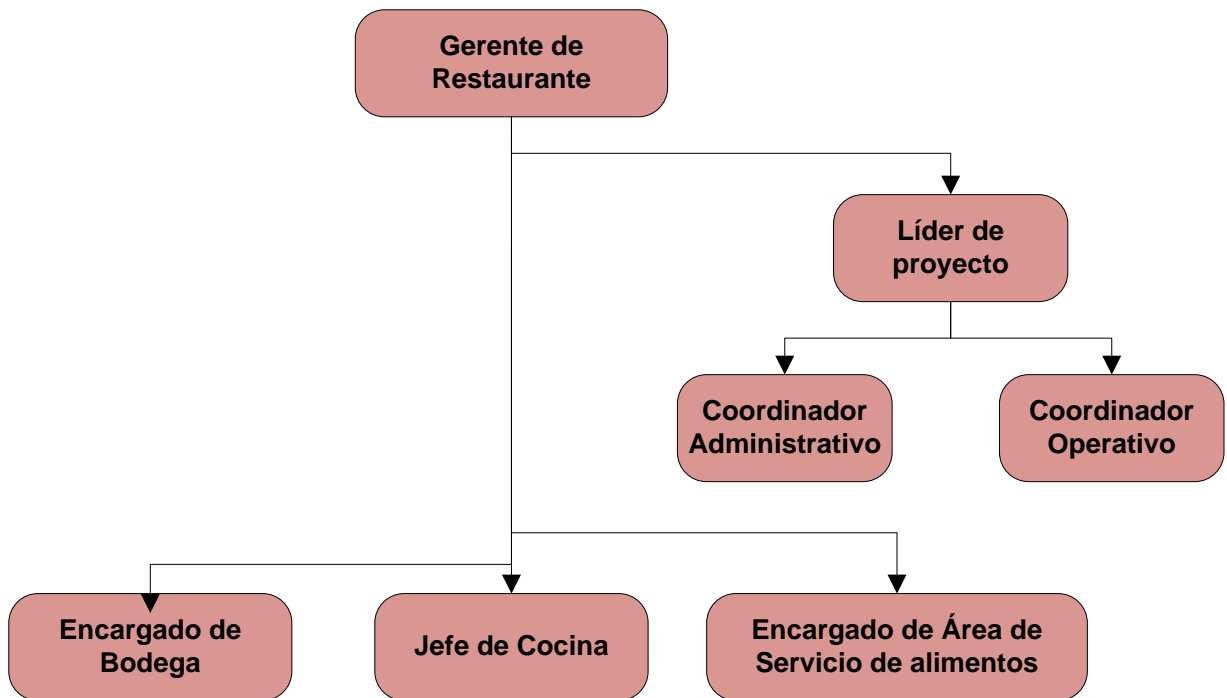 Gerente de
Restaurante
Líder de
proyecto
Coordinador
Administrativo
Coordinador
Operativo
Encargado de
Bodega
Jefe de Cocina
Encargado de Área de
Servicio de alimentos